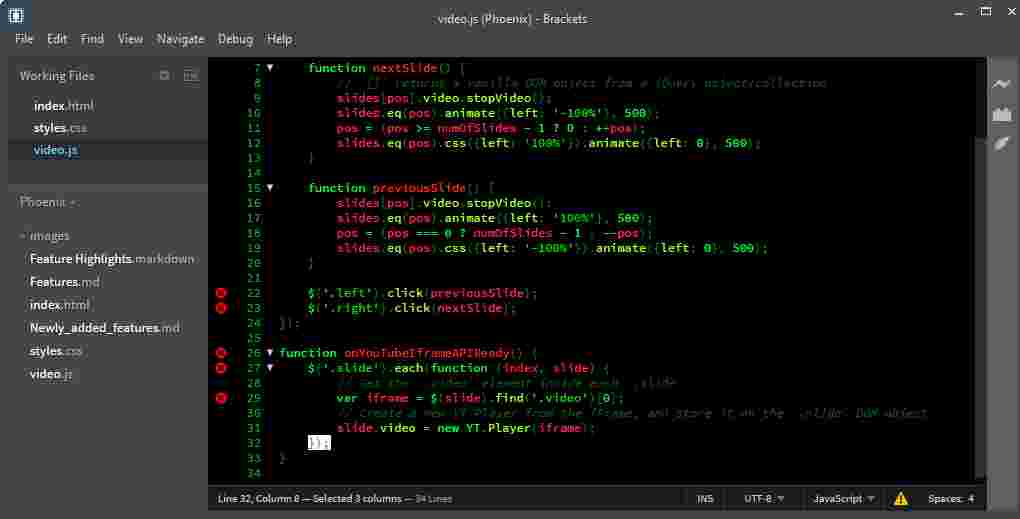 video.js (Phoenix) - Brackets
File Edit Find View Navigate Debug Help
Working Files
index.html
styles.css
video.js
Phoenix
images
Feature Highlights.markdown
Features.md
index.html
Newly_added_features.md
styles.css
video.js
7 function nextSlide() {
8 // [] returns a vanilla DOM object from a jQuery object/collection
9 slides[pos].video.stopVideo();
10 slides.eq(pos).animate({left: '-100%'}, 500);
11 pos = (pos >= numOfSlides - 1 ? 0 : ++pos);
12 slides.eq(pos).css({left: '100%'}).animate({left: 0}, 500);
13 }
14
15 function previousSlide() {
16 slides[pos].video.stopVideo();
17 slides.eq(pos).animate({left: '100%'}, 500);
18 pos = (pos === 0 ? numOfSlides - 1 : --pos);
19 slides.eq(pos).css({left: '-100%'}).animate({left: 0}, 500);
20 }
21
22 $('.left').click(previousSlide);
23 $('.right').click(nextSlide);
24 });
25
26 function onYouTubeIframeAPIReady() {
27 $('.slide').each(function (index, slide) {
28 // Get the `.video` element inside each `.slide`
29 var iframe = $(slide).find('.video')[0];
30 // Create a new YT.Player from the iFrame, and store it on the `.slide` DOM object
31 slide.video = new YT.Player(iframe);
32 });
33 }
34
Line 32, Column 8 — Selected 3 columns — 34 Lines
INS UTF-8 JavaScript Spaces: 4